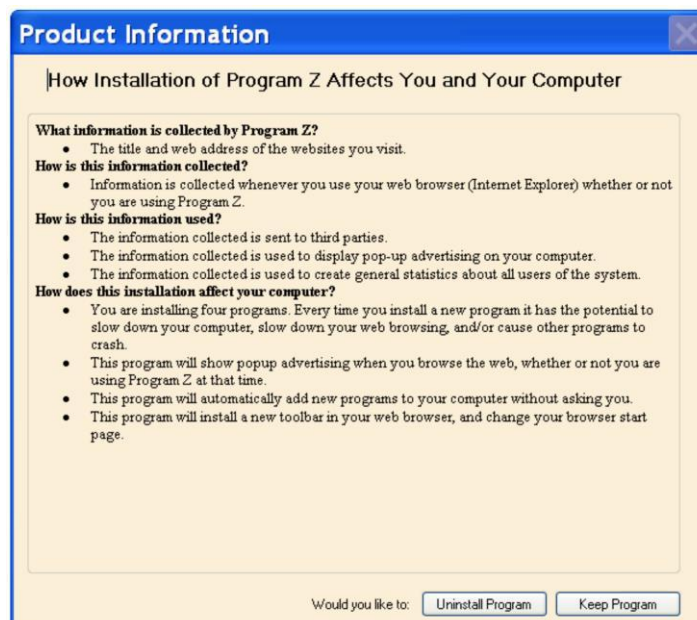 Product Information
How Installation of Program Z Affects You and Your Computer
What information is collected by Program Z?
• The title and web address of the websites you visit.
How is this information collected?
• Information is collected whenever you use your web browser (Internet Explorer) whether or not
you are using Program Z.
How is this information used?
• The information collected is sent to third parties.
• The information collected is used to display pop-up advertising on your computer.
• The information collected is used to create general statistics about all users of the system.
How does this installation affect your computer?
• You are installing four programs. Every time you install a new program it has the potential to
slow down your computer, slow down your web browsing, and/or cause other programs to
crash.
• This program will show popup advertising when you browse the web, whether or not you are
using Program Z at that time.
• This program will automatically add new programs to your computer without asking you.
• This program will install a new toolbar in your web browser, and change your browser start
page.
Would you like to: Uninstall Program Keep Program